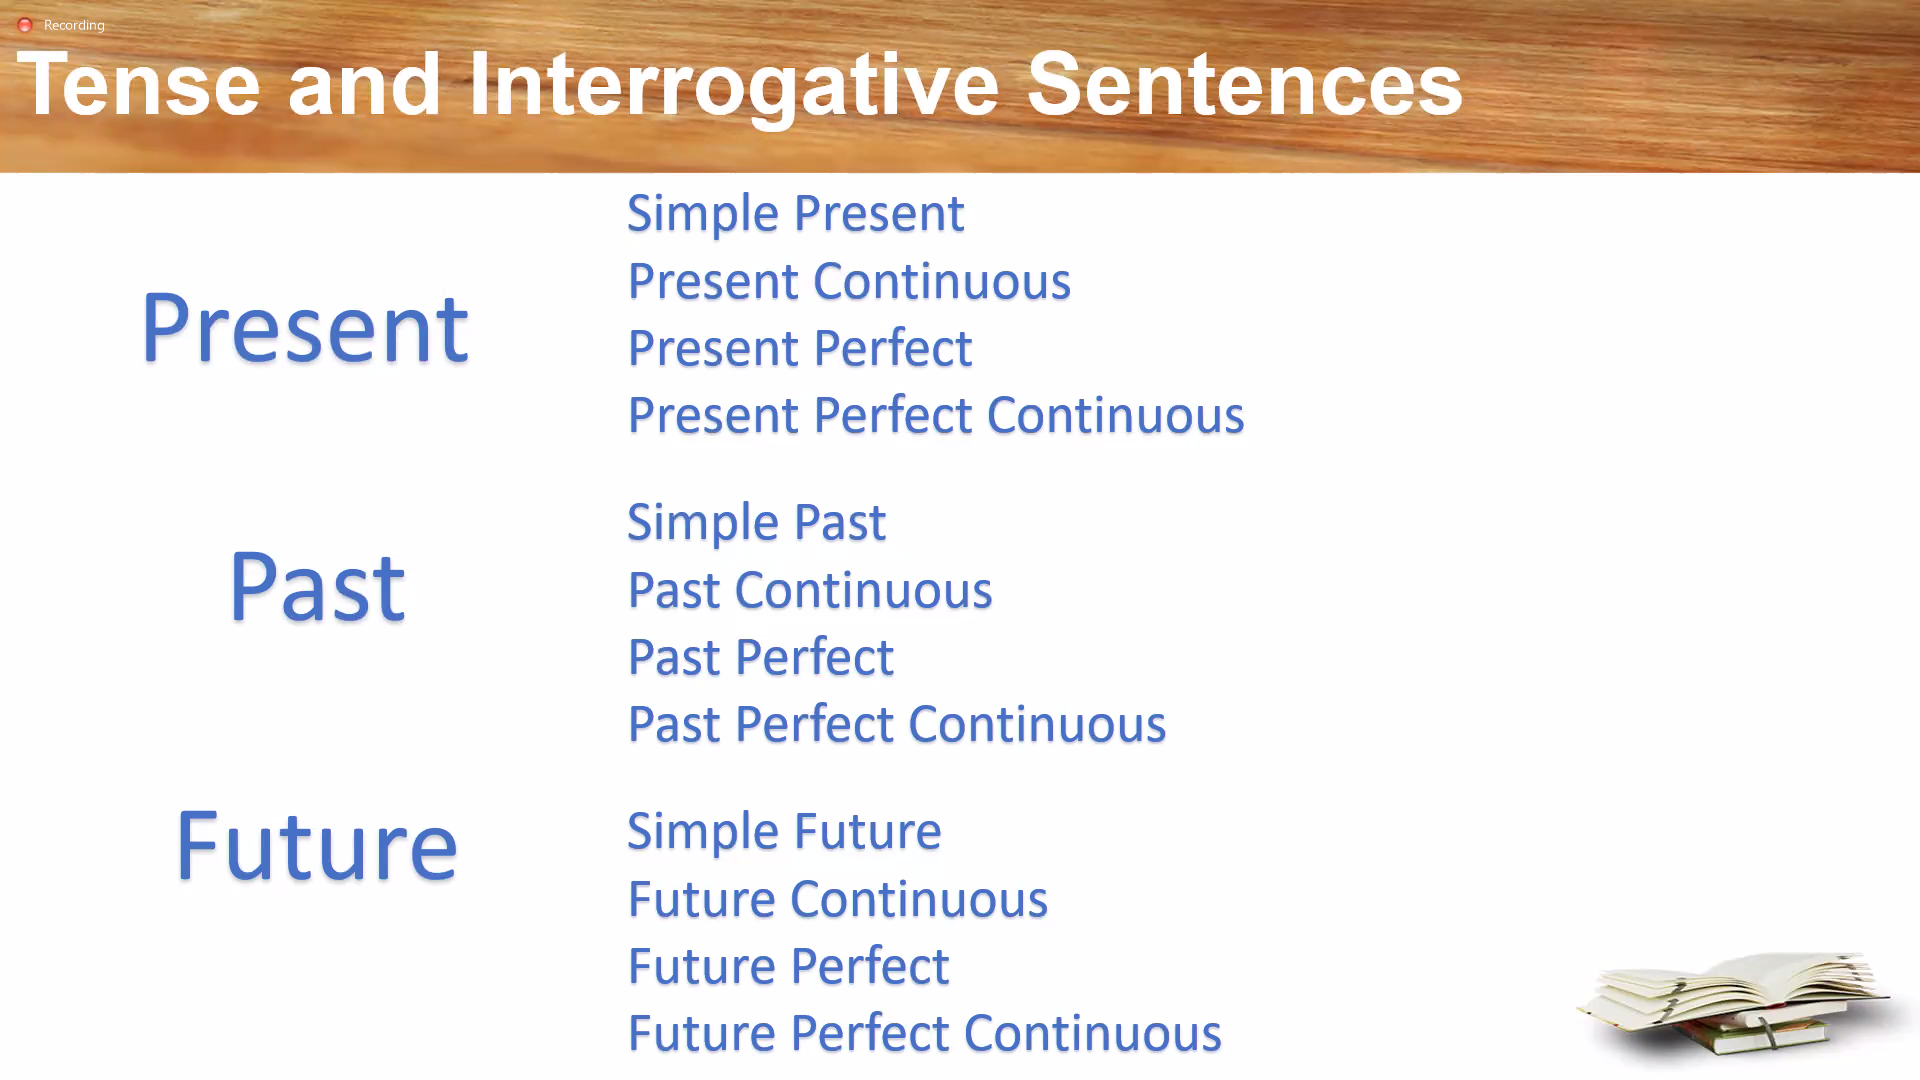 Recording
Tense and Interrogative Sentences
Present
Simple Present
Present Continuous
Present Perfect
Present Perfect Continuous
Past
Simple Past
Past Continuous
Past Perfect
Past Perfect Continuous
Future
Simple Future
Future Continuous
Future Perfect
Future Perfect Continuous